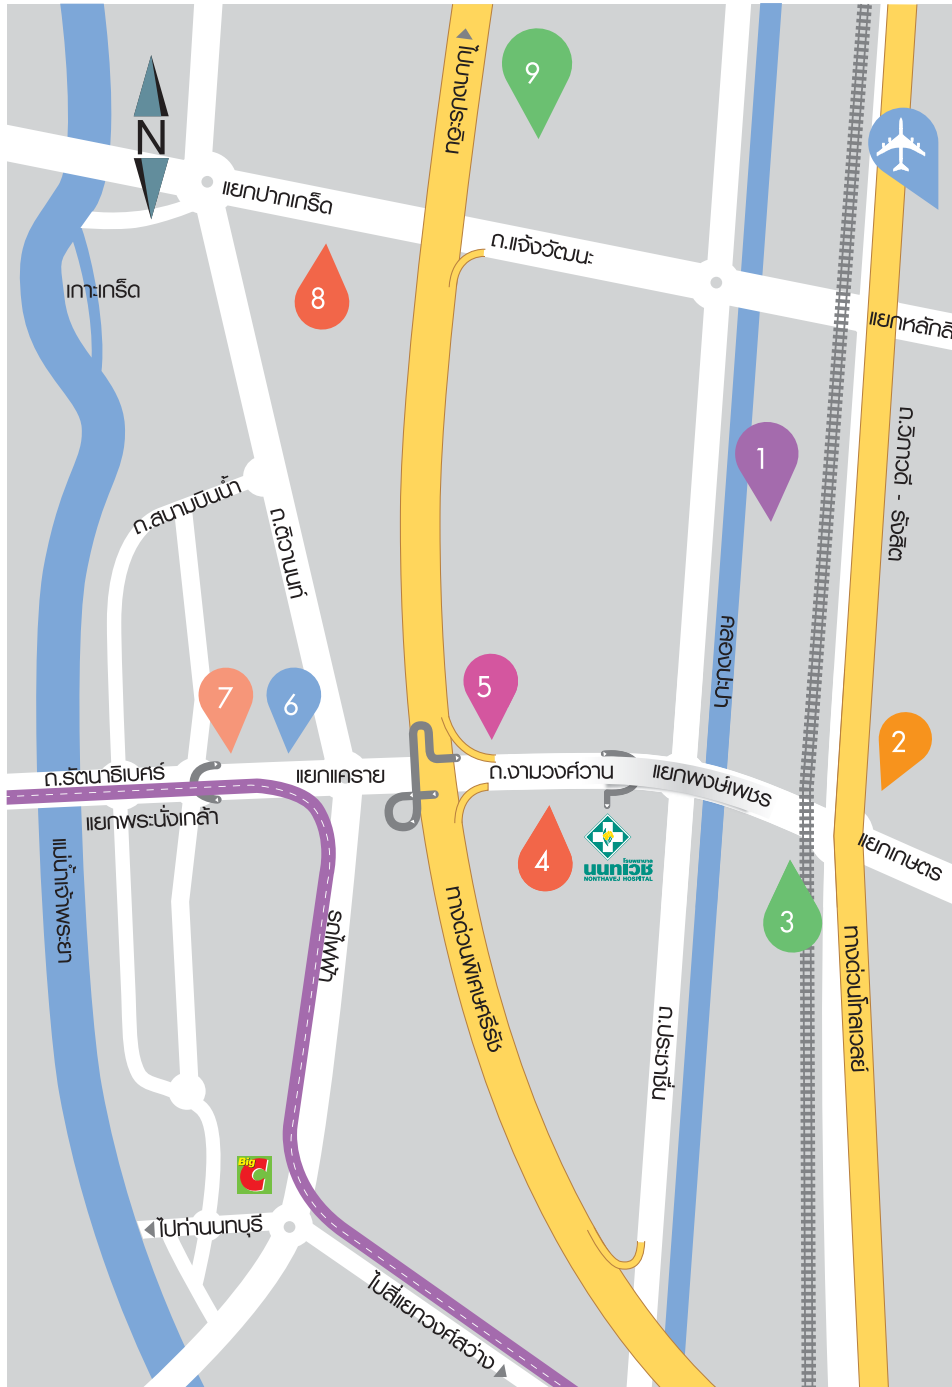 ไปบางปะอิน
9
N
แยกปากเกร็ด
ถ.แจ้งวัฒนะ
เกาะเกร็ด
8
แยกหลักสี่
ถ.วิภาวดี - รังสิต
1
ถ.สนามบินน้ำ
ถ.ติวานนท์
คลองปะปา
7
6
5
2
ถ.รัตนาธิเบศร์
แยกแคราย
ถ.งามวงศ์วาน
แยกพงษ์เพชร
แยกพระนั่งเกล้า
4
โรงพยาบาล
นนทเวช
NONTHAVEJ HOSPITAL
แยกเกษตร
3
แม่น้ำเจ้าพระยา
รถไฟฟ้า
ทางด่วนพิเศษศรีรัช
ทางด่วนโทลเวลย์
ถ.ประชาชื่น
Big
C
ไปท่านนทบุรี
ไปสี่แยกวงศ์สว่าง